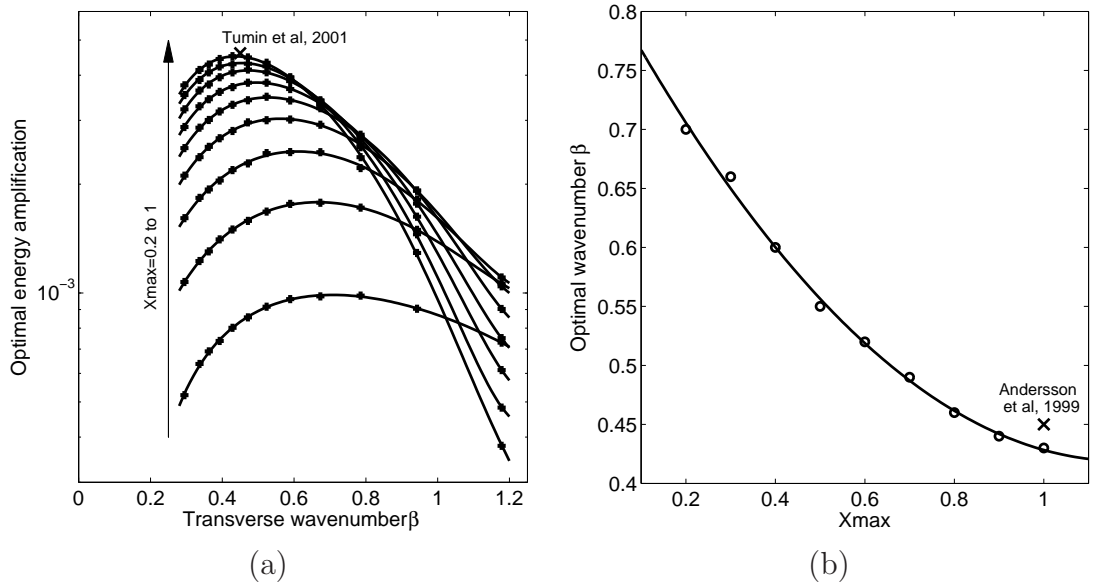 Tumin et al, 2001
Optimal energy amplification
Xmax=0.2 to 1
10^{-3}
0 0.2 0.4 0.6 0.8 1 1.2
Transverse wavenumberβ
(a)
0.8
0.75
0.7
0.65
0.6
0.55
0.5
0.45
0.4
Optimal wavenumber β
Andersson
et al, 1999
0.2 0.4 0.6 0.8 1
Xmax
(b)